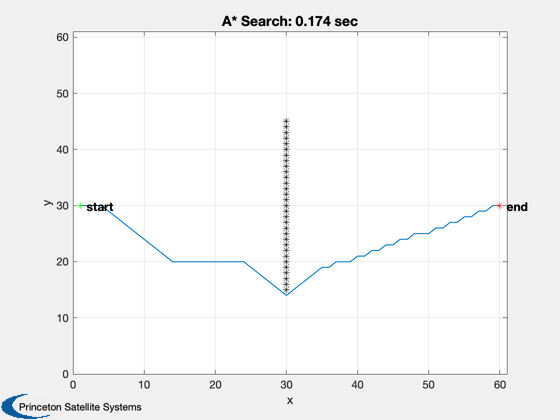 A* Search: 0.174 sec
60
50
40
y
30
start
end
20
10
0
0 10 20 30 40 50 60
x
Princeton Satellite Systems